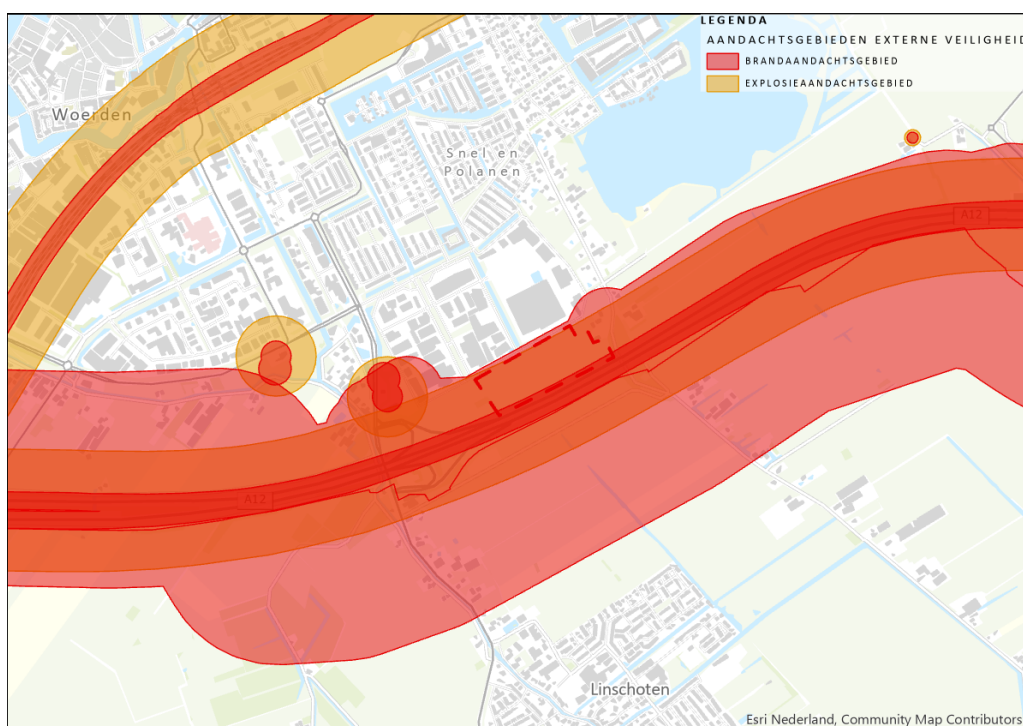 LEGENDA
AANDACHTSGEBIEDEN EXTERNE VEILIGHEID
BRANDAANDACHTSGEBIED
EXPLOSIEAANDACHTSGEBIED
Woerden
Snel en
Polanen
A12
A12
Linschoten
Esri Nederland, Community Map Contributors